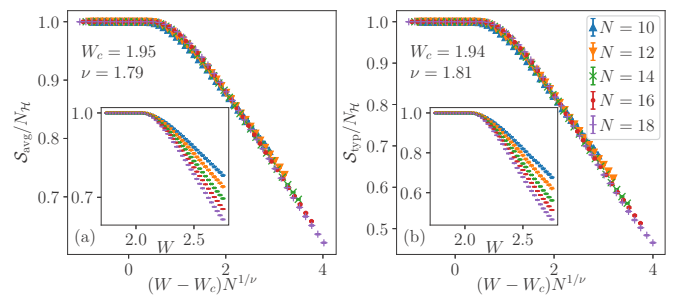 1.0
0.9
0.8
0.7
S_avg/N_H
W_c = 1.95
ν = 1.79
1.0
0.7
2.0
2.5
W
(a)
0
2
4
(W − W_c)N^{1/ν}
1.0
0.9
0.8
0.7
0.6
0.5
S_typ/N_H
W_c = 1.94
ν = 1.81
N = 10
N = 12
N = 14
N = 16
N = 18
1.0
0.8
0.6
2.0
2.5
W
(b)
0
2
4
(W − W_c)N^{1/ν}